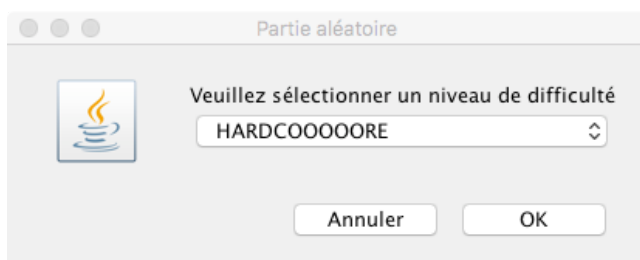 Partie aléatoire
Veuillez sélectionner un niveau de difficulté
HARDCOOOOORE
Annuler
OK